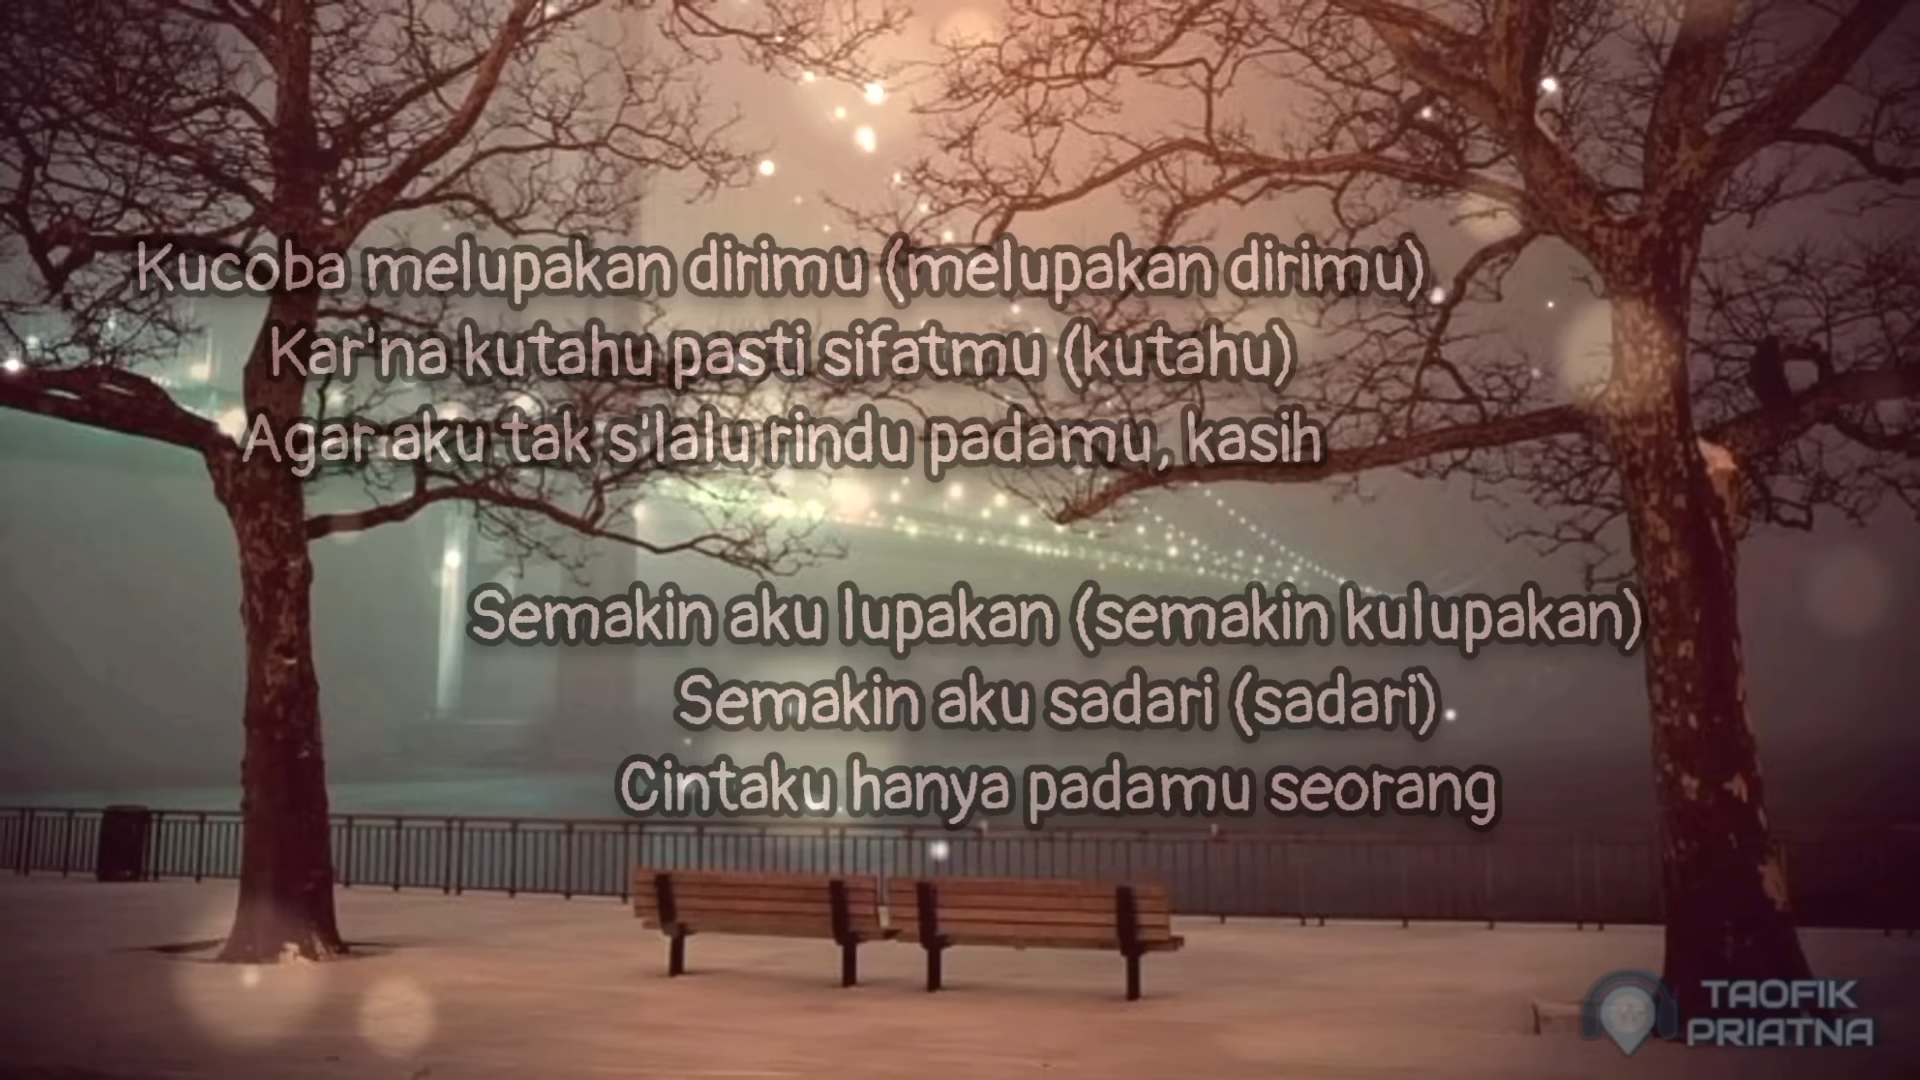 Kucoba melupakan dirimu (melupakan dirimu)
Kar'na kutahu pasti sifatmu (kutahu)
Agar aku tak s'lalu rindu padamu, kasih
Semakin aku lupakan (semakin kulupakan)
Semakin aku sadari (sadari)
Cintaku hanya padamu seorang
TAOFIK
PRIATNA